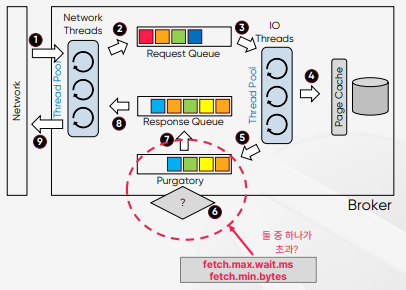 Network
Threads
2
3
IO
Threads
1
Request Queue
4
Network
Thread Pool
Thread Pool
Page Cache
Response Queue
9
8
7
5
Purgatory
?
6
Broker
둘 중 하나가
초과?
fetch.max.wait.ms
fetch.min.bytes